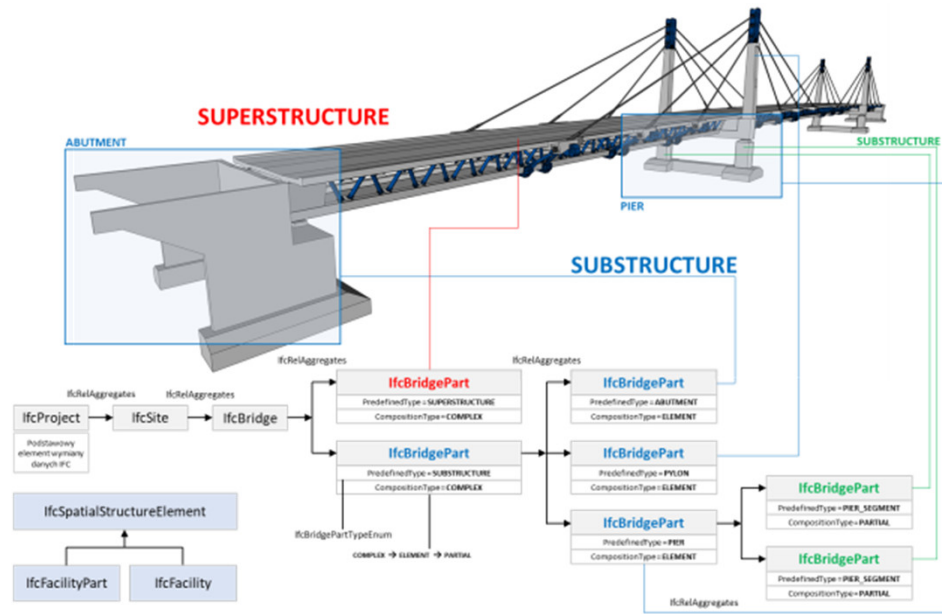 SUPERSTRUCTURE
ABUTMENT
SUBSTRUCTURE
PIER
SUBSTRUCTURE
IfcRelAggregates
IfcRelAggregates
IfcRelAggregates
IfcRelAggregates
IfcProject
Podstawowy
element wymiany
danych IFC
IfcSite
IfcBridge
IfcBridgePart
PredefinedType=SUPERSTRUCTURE
CompositionType=COMPLEX
IfcBridgePart
PredefinedType=SUBSTRUCTURE
CompositionType=COMPLEX
IfcBridgePartTypeEnum
COMPLEX → ELEMENT → PARTIAL
IfcBridgePart
PredefinedType=ABUTMENT
CompositionType=ELEMENT
IfcBridgePart
PredefinedType=PYLON
CompositionType=ELEMENT
IfcBridgePart
PredefinedType=PIER
CompositionType=ELEMENT
IfcBridgePart
PredefinedType=PIER_SEGMENT
CompositionType=PARTIAL
IfcBridgePart
PredefinedType=PIER_SEGMENT
CompositionType=PARTIAL
IfcRelAggregates
IfcSpatialStructureElement
IfcFacilityPart
IfcFacility